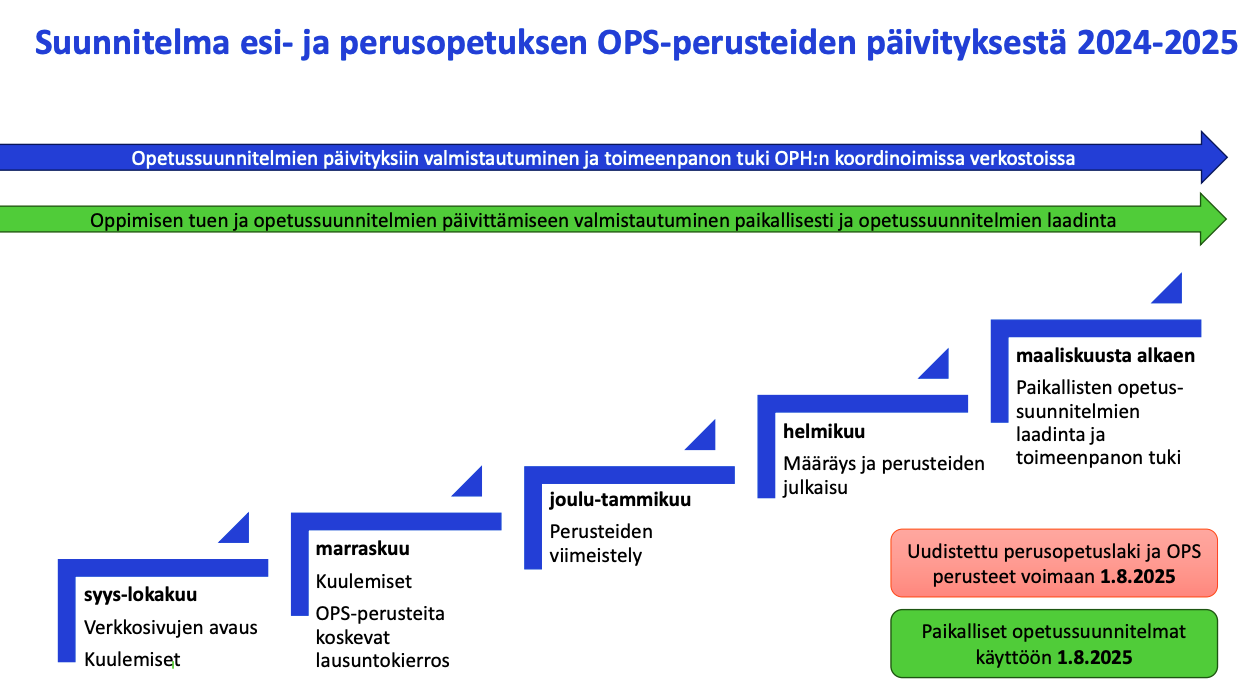 Suunnitelma esi- ja perusopetuksen OPS-perusteiden päivityksestä 2024-2025
Opetussuunnitelmien päivityksiin valmistautuminen ja toimeenpanon tuki OPH:n koordinoimissa verkostoissa
Oppimisen tuen ja opetussuunnitelmien päivittämiseen valmistautuminen paikallisesti ja opetussuunnitelmien laadinta
syys-lokakuu
Verkkosivujen avaus
Kuulemiset
marraskuu
Kuulemiset
OPS-perusteita
koskevat
lausuntokierros
joulu-tammikuu
Perusteiden
viimeistely
helmikuu
Määräys ja perusteiden
julkaisu
maaliskuusta alkaen
Paikallisten opetus-
suunnitelmien
laadinta ja
toimeenpanon tuki
Uudistettu perusopetuslaki ja OPS
perusteet voimaan 1.8.2025
Paikalliset opetussuunnitelmat
käyttöön 1.8.2025